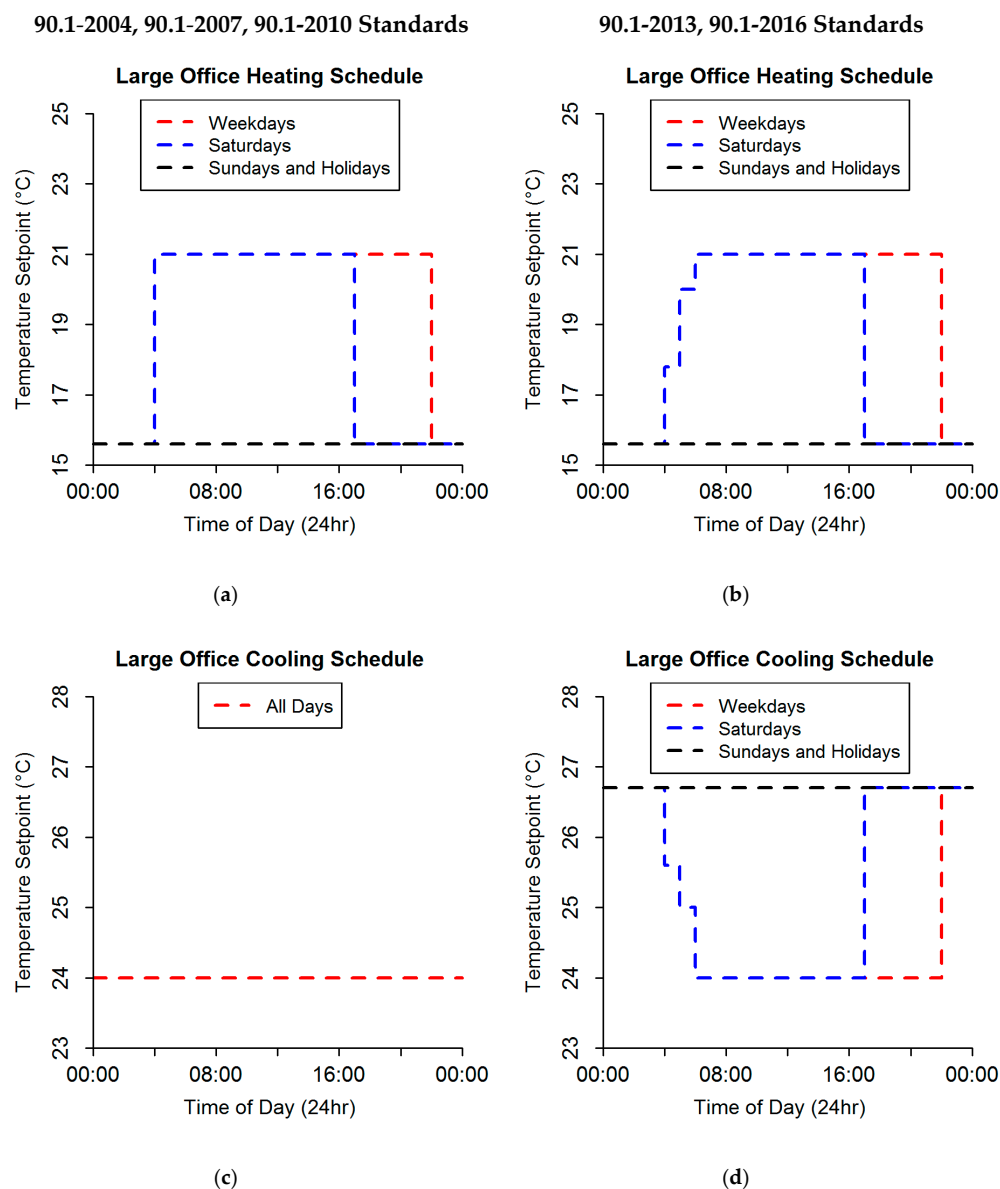 90.1-2004, 90.1-2007, 90.1-2010 Standards
90.1-2013, 90.1-2016 Standards
Large Office Heating Schedule
Weekdays
Saturdays
Sundays and Holidays
Temperature Setpoint (°C)
25
23
21
19
17
15
00:00 08:00 16:00 00:00
Time of Day (24hr)
(a)
Large Office Heating Schedule
Weekdays
Saturdays
Sundays and Holidays
Temperature Setpoint (°C)
25
23
21
19
17
15
00:00 08:00 16:00 00:00
Time of Day (24hr)
(b)
Large Office Cooling Schedule
All Days
Temperature Setpoint (°C)
28
27
26
25
24
23
00:00 08:00 16:00 00:00
Time of Day (24hr)
(c)
Large Office Cooling Schedule
Weekdays
Saturdays
Sundays and Holidays
Temperature Setpoint (°C)
28
27
26
25
24
23
00:00 08:00 16:00 00:00
Time of Day (24hr)
(d)